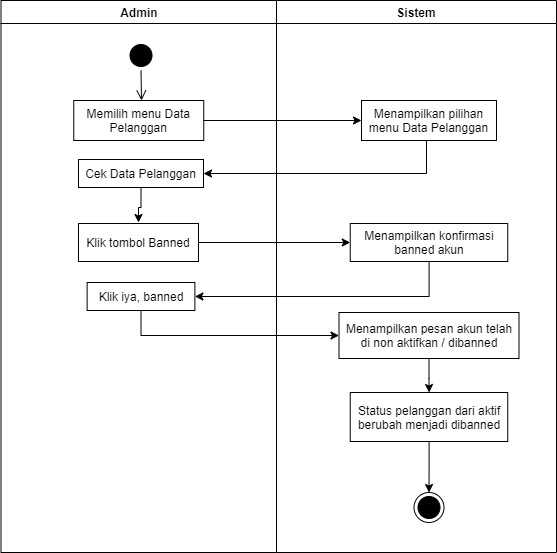 Admin
Sistem
Memilih menu Data
Pelanggan
Menampilkan pilihan
menu Data Pelanggan
Cek Data Pelanggan
Klik tombol Banned
Menampilkan konfirmasi
banned akun
Klik iya, banned
Menampilkan pesan akun telah
di non aktifkan / dibanned
Status pelanggan dari aktif
berubah menjadi dibanned